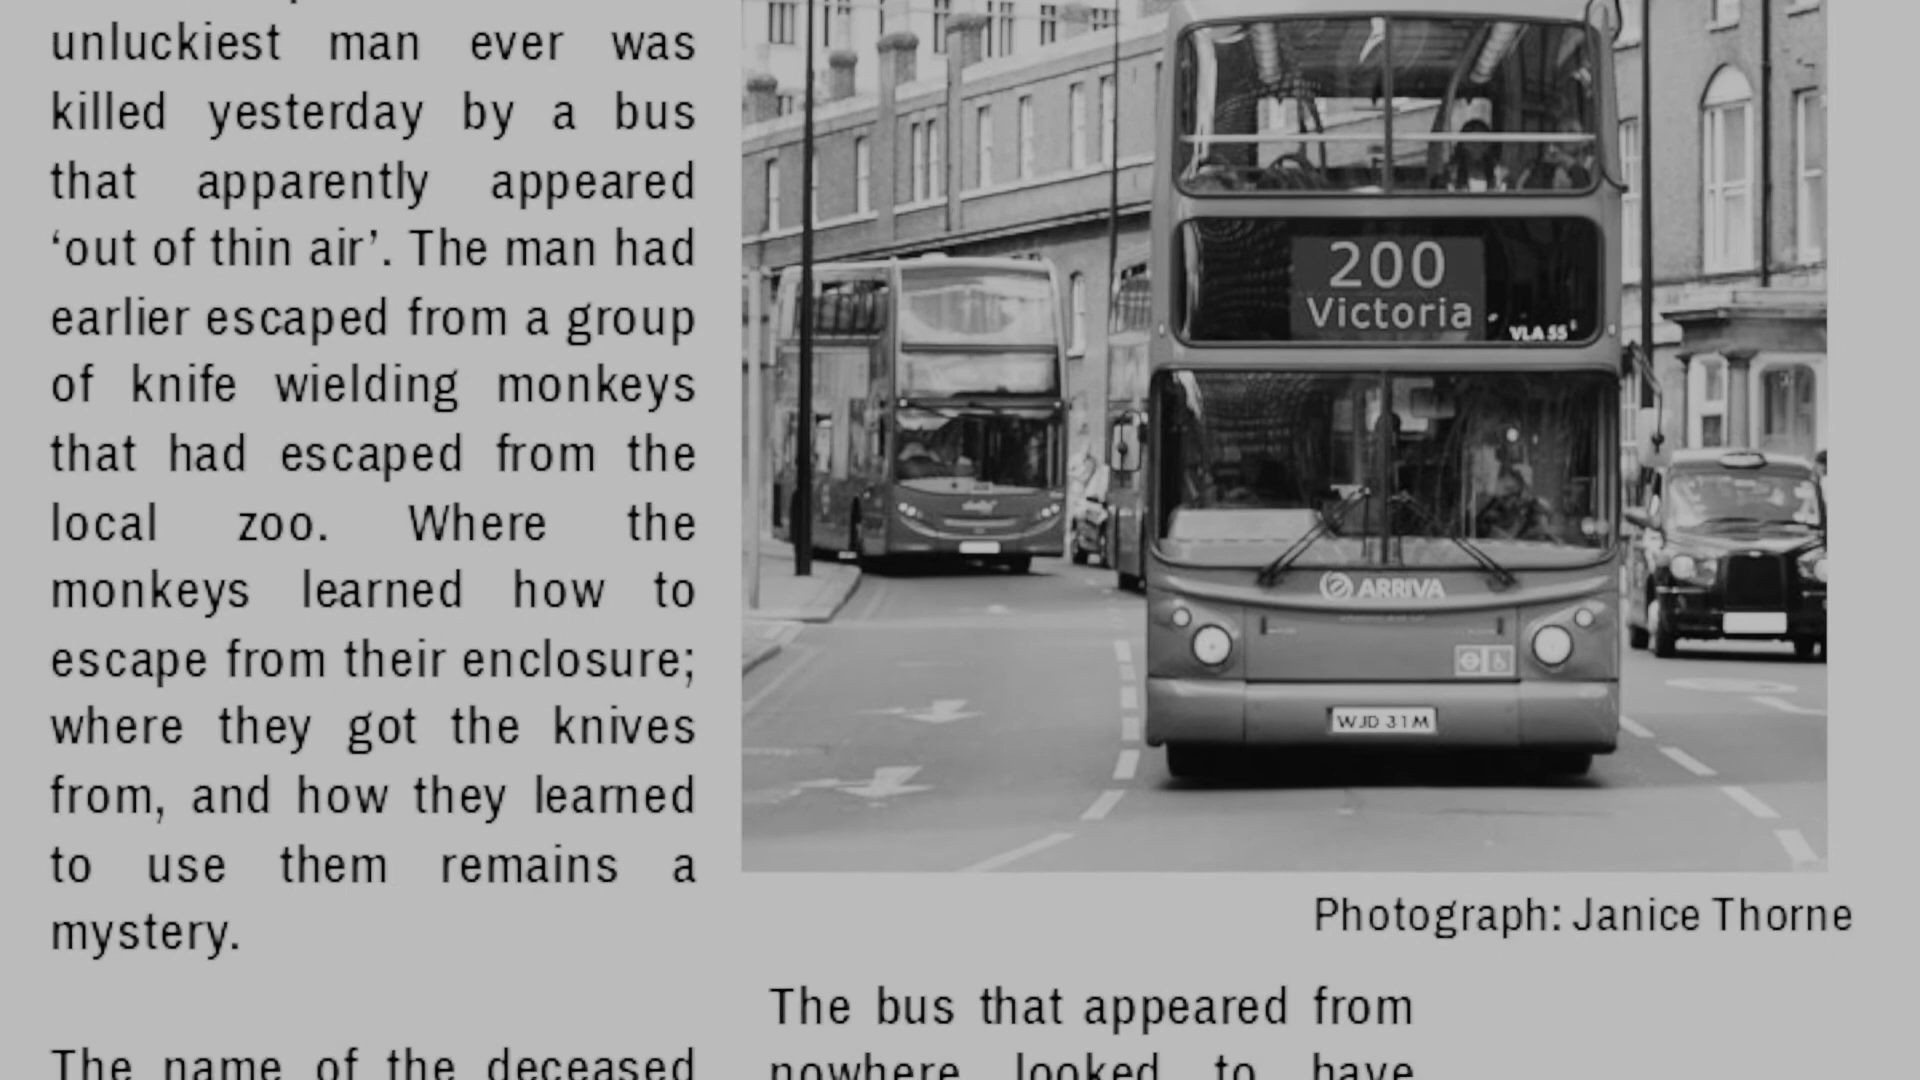 unluckiest man ever was
killed yesterday by a bus
that apparently appeared
‘out of thin air’. The man had
earlier escaped from a group
of knife wielding monkeys
that had escaped from the
local zoo. Where the
monkeys learned how to
escape from their enclosure;
where they got the knives
from, and how they learned
to use them remains a
mystery.
The name of the deceased
200
Victoria
VLA 55
ARRIVA
WJD 31M
Photograph: Janice Thorne
The bus that appeared from
nowhere looked to have